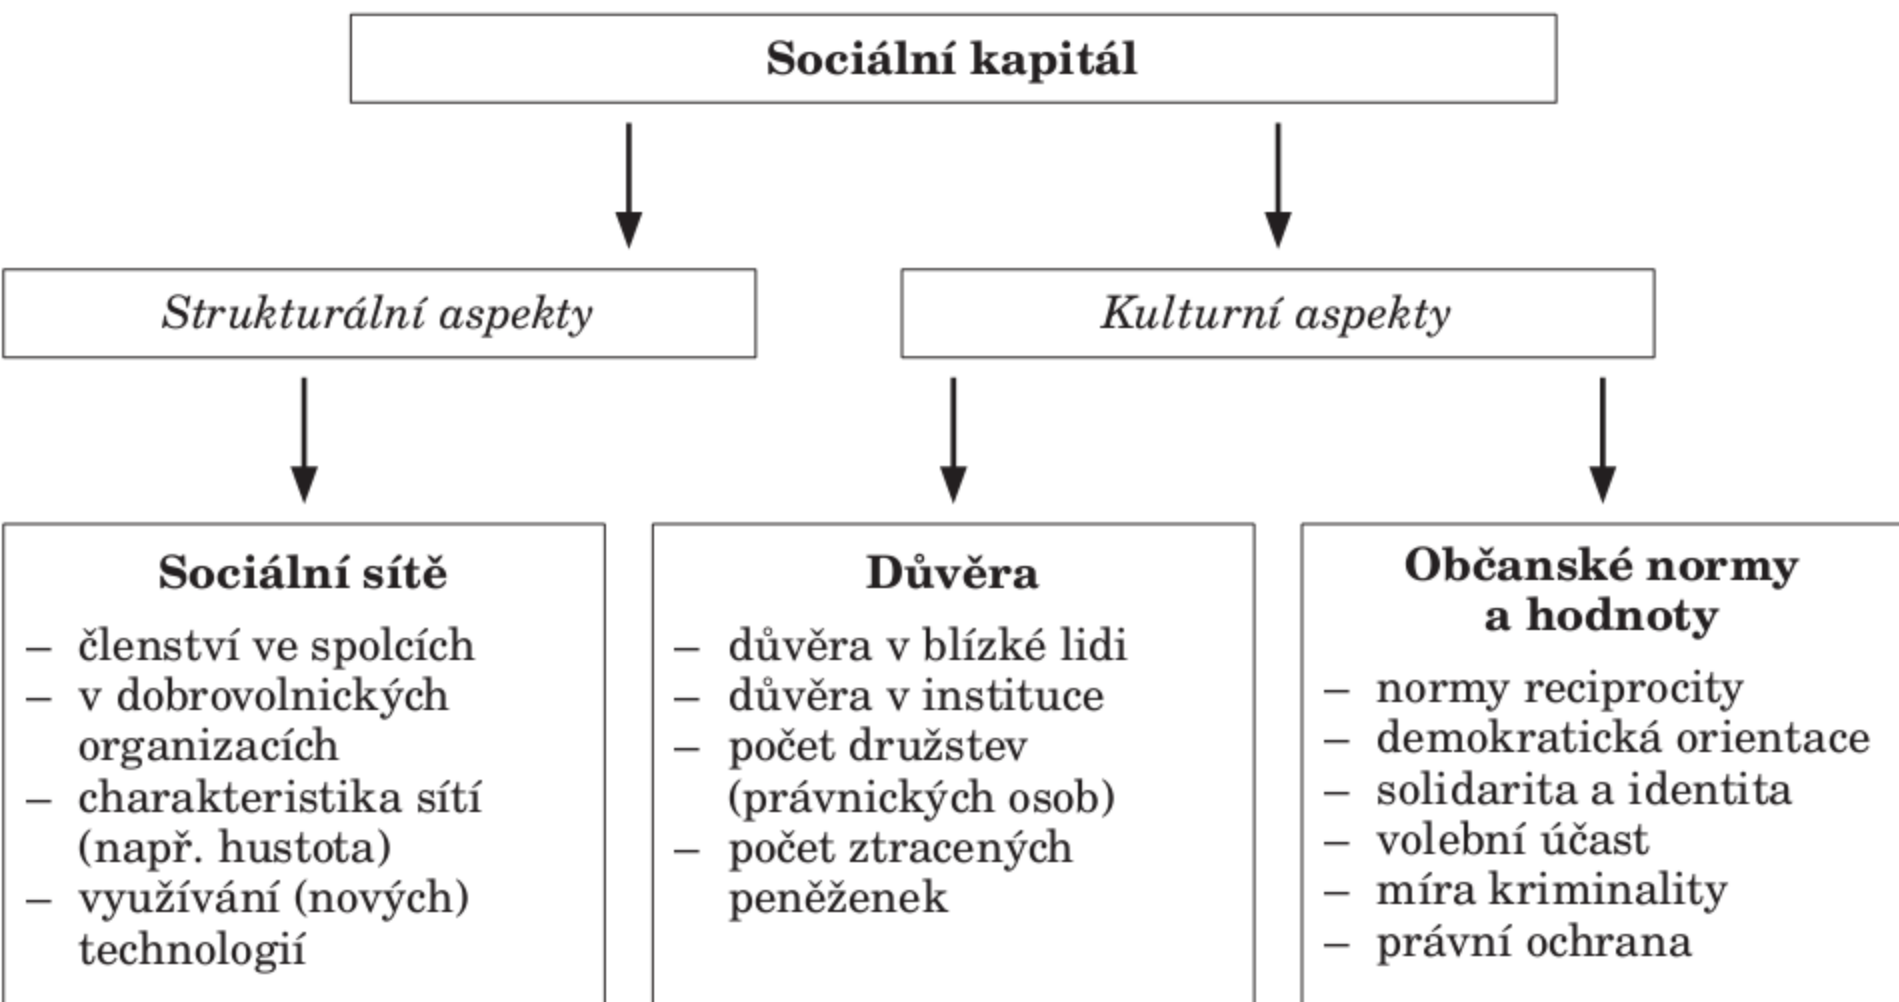 Sociální kapitál
Strukturální aspekty
Kulturní aspekty
Sociální sítě
– členství ve spolcích
– v dobrovolnických
organizacích
– charakteristika sítí
(např. hustota)
– využívání (nových)
technologií
Důvěra
– důvěra v blízké lidi
– důvěra v instituce
– počet družstev
(právnických osob)
– počet ztracených
peněženek
Občanské normy
a hodnoty
– normy reciprocity
– demokratická orientace
– solidarita a identita
– volební účast
– míra kriminality
– právní ochrana